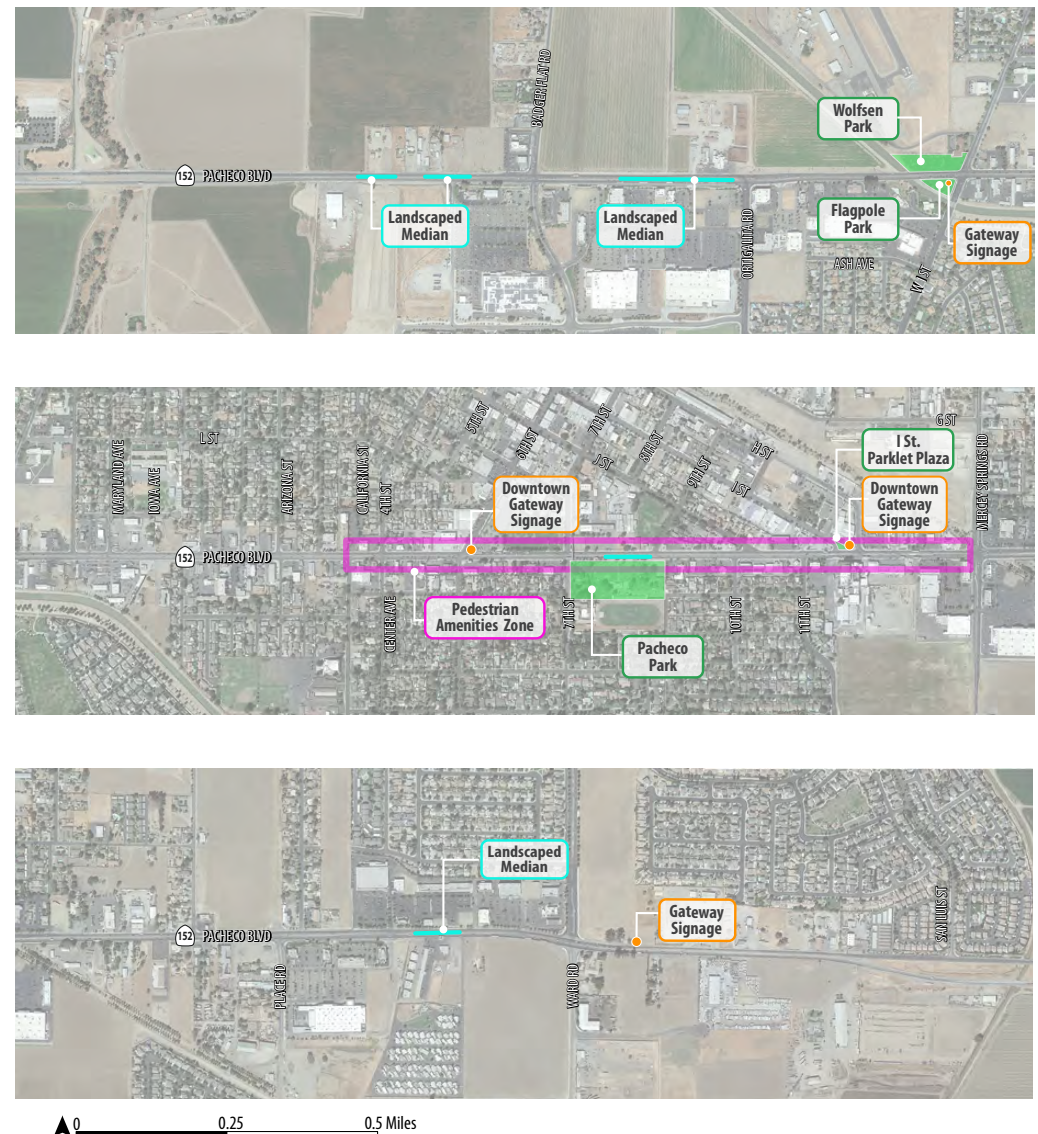 BADGER FLAT RD
Wolfsen
Park
152 PACHECO BLVD
Landscaped
Median
Landscaped
Median
Flagpole
Park
Gateway
Signage
ORTIGALITA RD
ASH AVE
W I ST
L ST
5TH ST
6TH ST
7TH ST
J ST
8TH ST
9TH ST
H ST
I ST
G ST
I St.
Parklet Plaza
MARYLAND AVE
IOWA AVE
ARIZONA ST
CALIFORNIA ST
4TH ST
Downtown
Gateway
Signage
Downtown
Gateway
Signage
MERCEY SPRINGS RD
152 PACHECO BLVD
CENTER AVE
Pedestrian
Amenities Zone
7TH ST
10TH ST
11TH ST
Pacheco
Park
Landscaped
Median
Gateway
Signage
SAN LUIS ST
152 PACHECO BLVD
PLACE RD
WARD RD
0 0.25 0.5 Miles